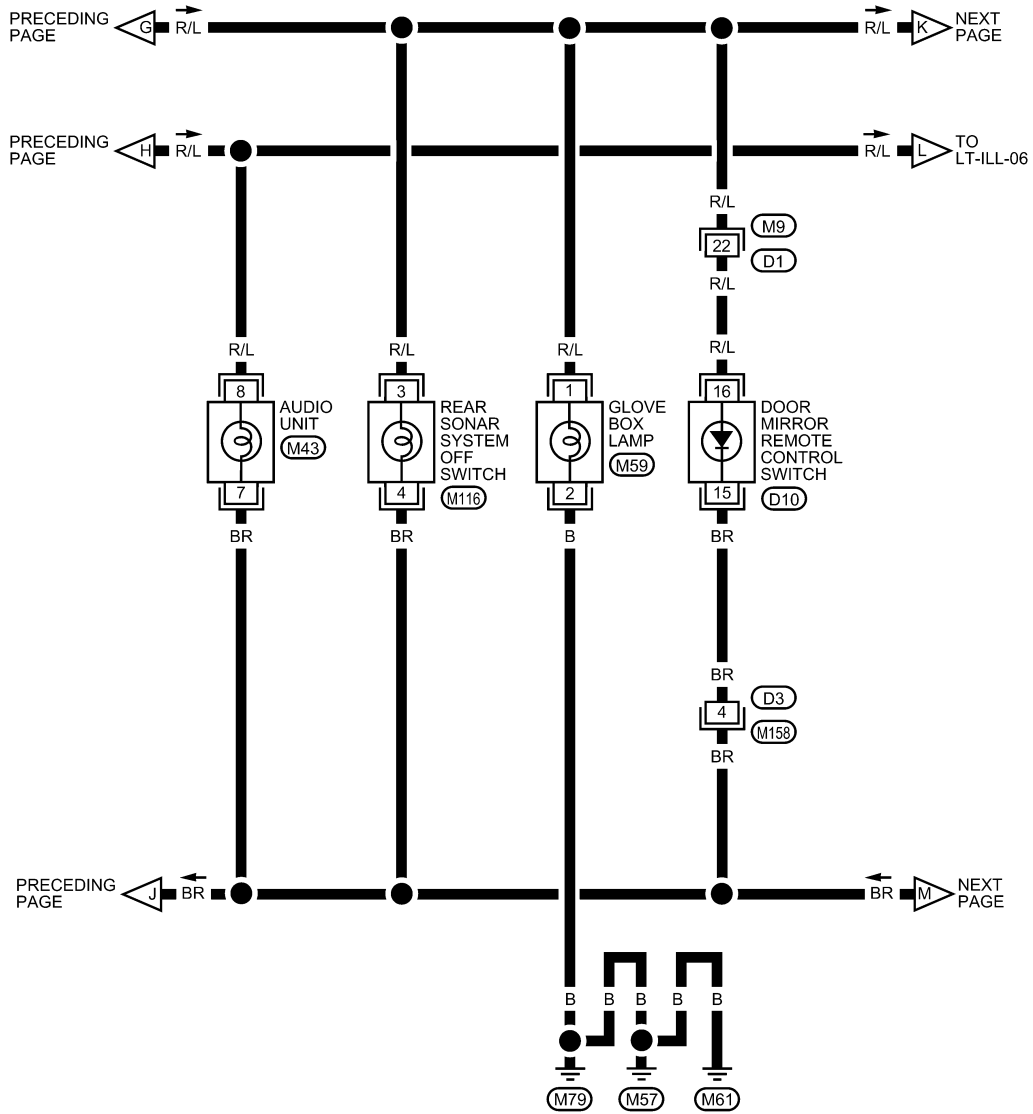 PRECEDING
PAGE
G
R/L
R/L
K
NEXT
PAGE
PRECEDING
PAGE
H
R/L
R/L
L
TO
LT-ILL-06
R/L
22
M9
D1
R/L
R/L
R/L
R/L
R/L
8
AUDIO
UNIT
M43
7
3
REAR
SONAR
SYSTEM
OFF
SWITCH
M116
4
1
GLOVE
BOX
LAMP
M59
2
16
DOOR
MIRROR
REMOTE
CONTROL
SWITCH
D10
15
BR
BR
B
BR
BR
4
D3
M158
BR
PRECEDING
PAGE
J
BR
BR
M
NEXT
PAGE
B
B
B
B
B
M79
M57
M61